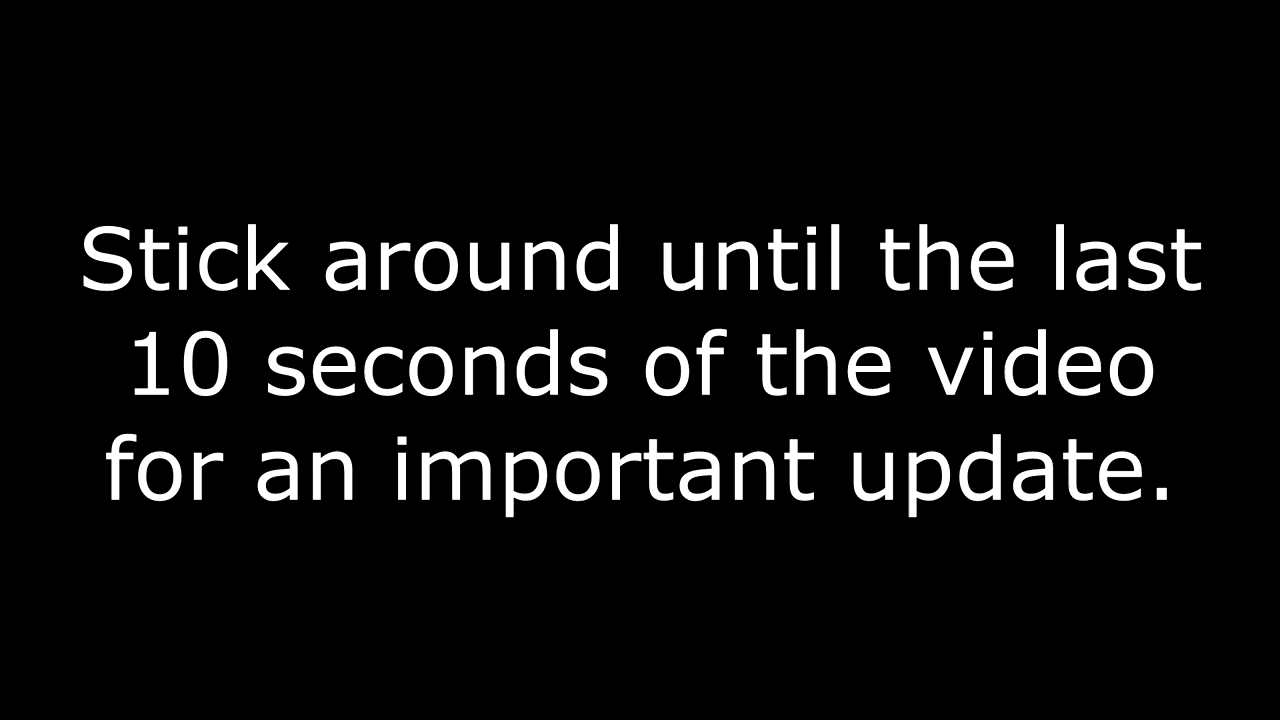 Stick around until the last
10 seconds of the video
for an important update.